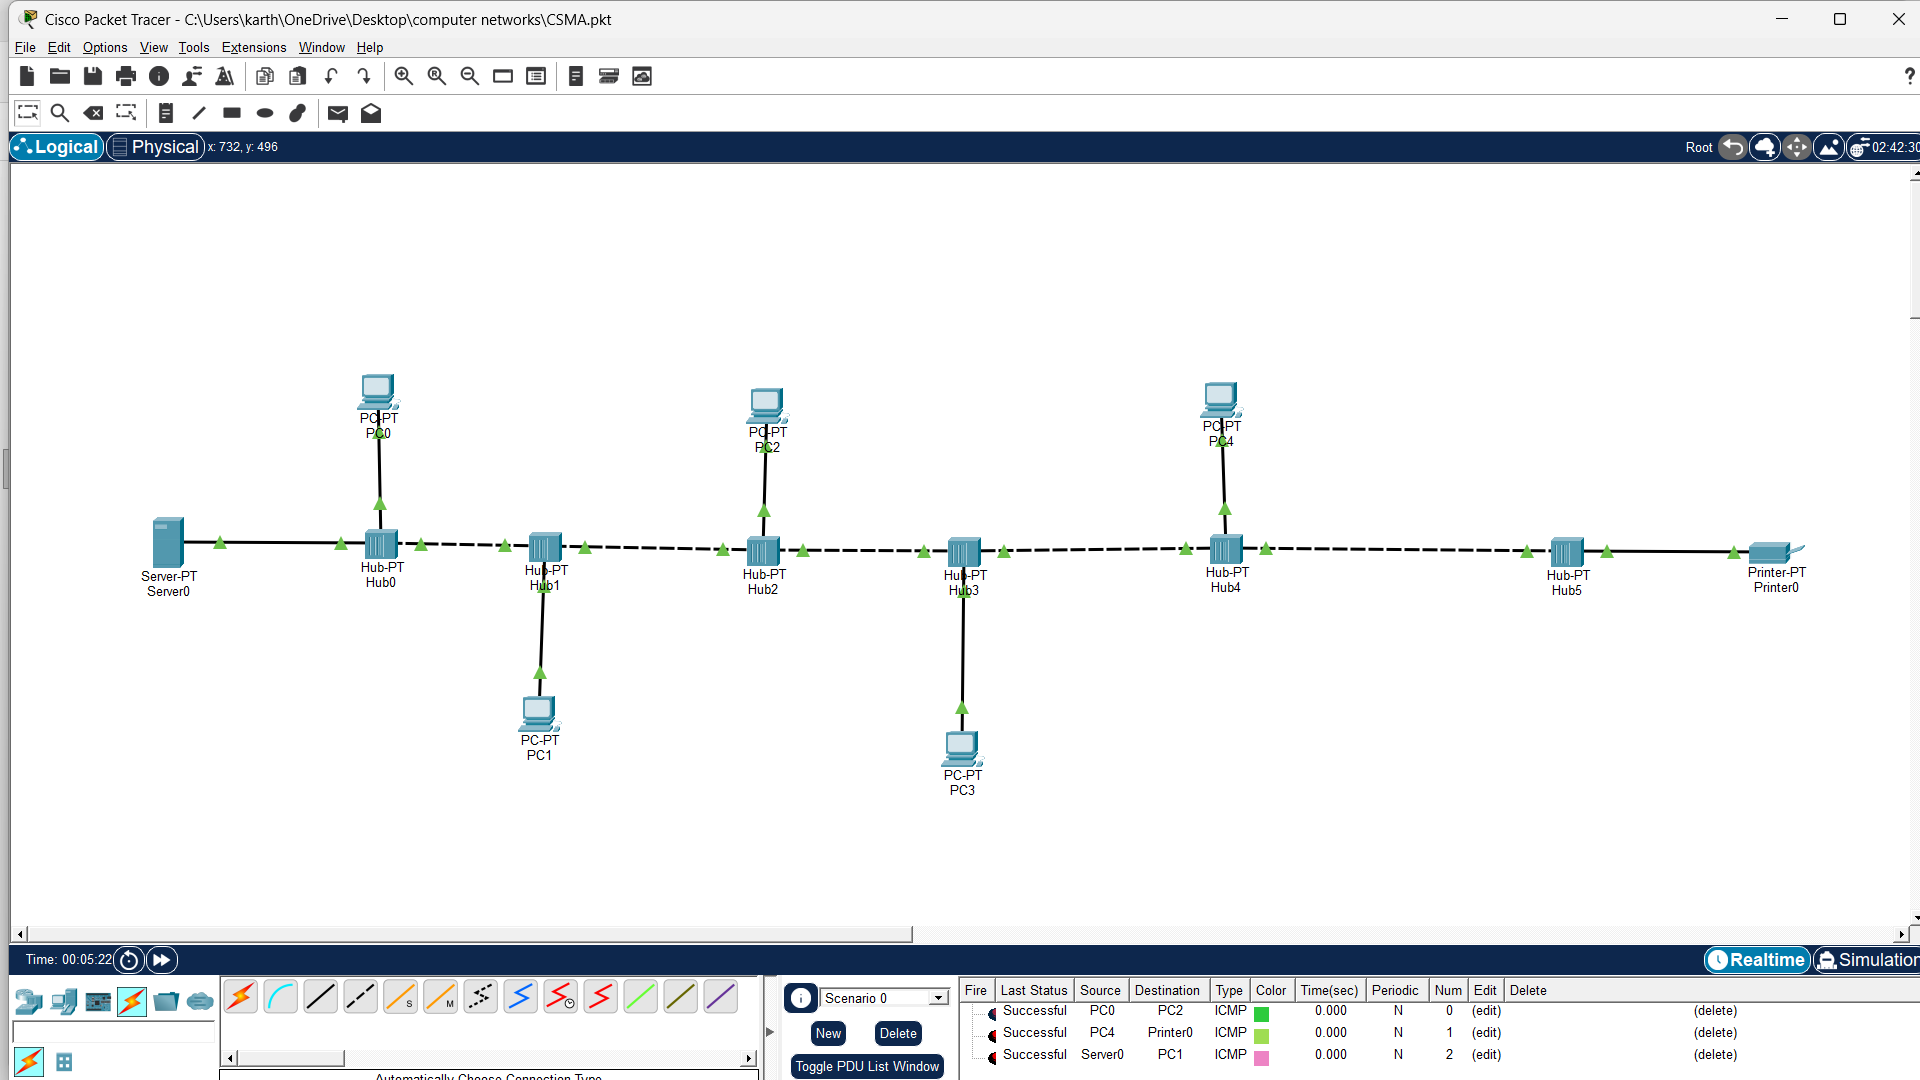 Cisco Packet Tracer - C:\Users\karth\OneDrive\Desktop\computer networks\CSMA.pkt
File Edit Options View Tools Extensions Window Help
?
Logical Physical x: 732, y: 496 Root 02:42:30
PC-PT
PC0
PC-PT
PC2
PC-PT
PC4
Server-PT
Server0
Hub-PT
Hub0
Hub-PT
Hub1
Hub-PT
Hub2
Hub-PT
Hub3
Hub-PT
Hub4
Hub-PT
Hub5
Printer-PT
Printer0
PC-PT
PC1
PC-PT
PC3
Time: 00:05:22 Realtime Simulation
S M
Scenario 0
New Delete
Toggle PDU List Window
Automatically Choose Connection Type
Fire Last Status Source Destination Type Color Time(sec) Periodic Num Edit Delete
Successful PC0 PC2 ICMP 0.000 N 0 (edit) (delete)
Successful PC4 Printer0 ICMP 0.000 N 1 (edit) (delete)
Successful Server0 PC1 ICMP 0.000 N 2 (edit) (delete)